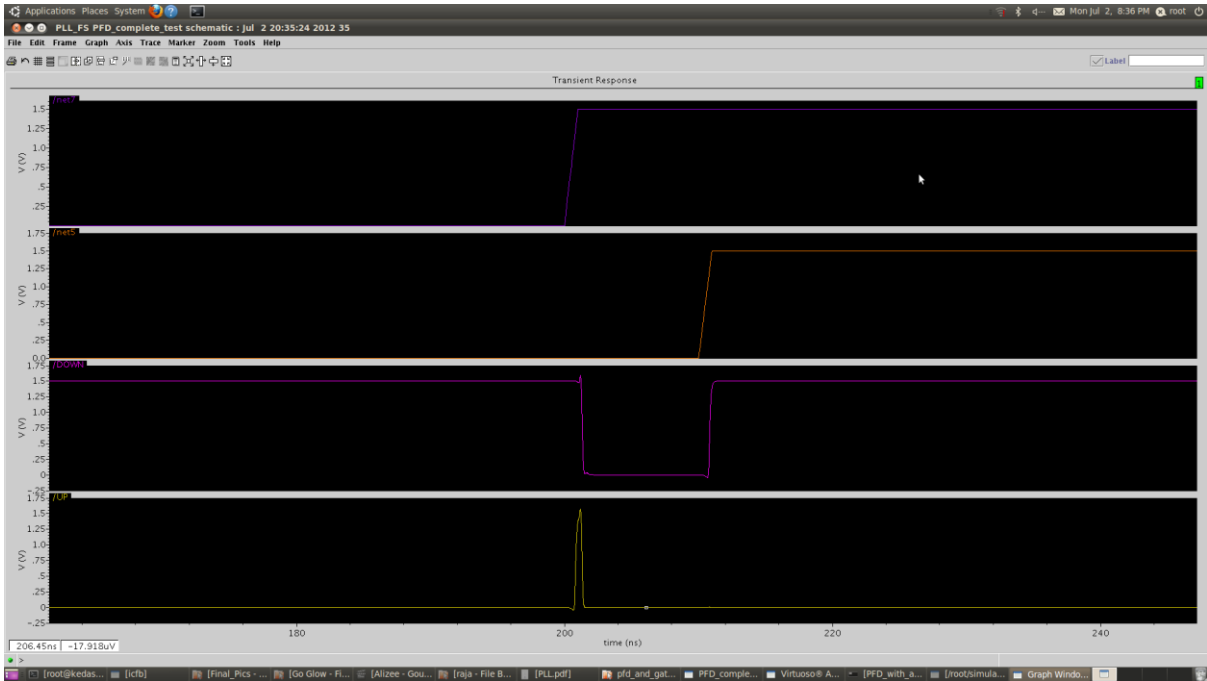 Applications Places System Mon Jul 2, 8:36 PM root
PLL_FS PFD_complete_test schematic : Jul 2 20:35:24 2012 35
File Edit Frame Graph Axis Trace Marker Zoom Tools Help
Label
Transient Response
1
/net7
1.5
1.25
1.0
.75
.5
.25
V (V)
/net5
1.75
1.5
1.25
1.0
.75
.5
.25
0.0
V (V)
/DOWN
1.75
1.5
1.25
1.0
.75
.5
.25
0
-.25
V (V)
/UP
1.75
1.5
1.25
1.0
.75
.5
.25
0
-.25
V (V)
180 200 220 240
time (ns)
206.45ns -17.918uV
>
[root@kedas... [icfb] [Final_Pics - ... [Go Glow - Fi... [Alizee - Gou... [raja - File B... [PLL.pdf] pfd_and_gat... PFD_comple... Virtuoso® A... [PFD_with_a... [/root/simula... Graph Windo...